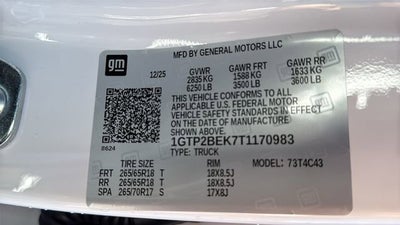 MFD BY GENERAL MOTORS LLC
gm
12/25 GVWR GAWR FRT GAWR RR
2835 KG 1588 KG 1633 KG
6250 LB 3500 LB 3600 LB
THIS VEHICLE CONFORMS TO ALL
APPLICABLE U.S. FEDERAL MOTOR
VEHICLE SAFETY STANDARDS IN EFFECT
ON THE DATE OF MANUFACTURE
SHOWN ABOVE.
8624
1GTP2BEK7T1170983
TYPE: TRUCK
TIRE SIZE RIM MODEL: 73T4C43
FRT 265/65R18 T 18X8.5J
RR 265/65R18 T 18X8.5J
SPA 265/70R17 S 17X8J